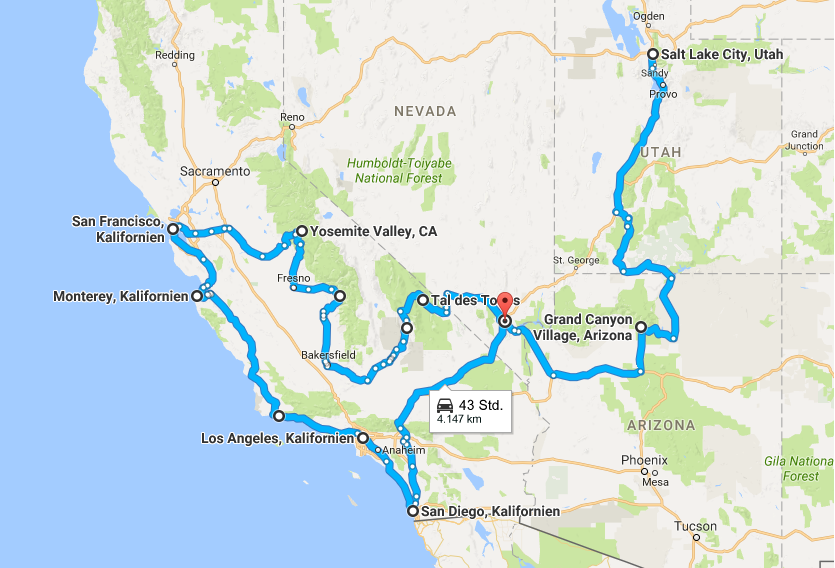 Ogden
Salt Lake City, Utah
Sandy
Provo
Redding
NEVADA
Reno
Grand
Junction
UTAH
Humboldt-Toiyabe
National Forest
Sacramento
San Francisco,
Kalifornien
Yosemite Valley, CA
St. George
Fresno
Monterey, Kalifornien
Tal des To
s
Grand Canyon
Village, Arizona
Bakersfield
43 Std.
4.147 km
ARIZONA
Los Angeles, Kalifornien
Anaheim
Phoenix
Mesa
Gila Nationa
Forest
San Diego, Kalifornien
Tucson